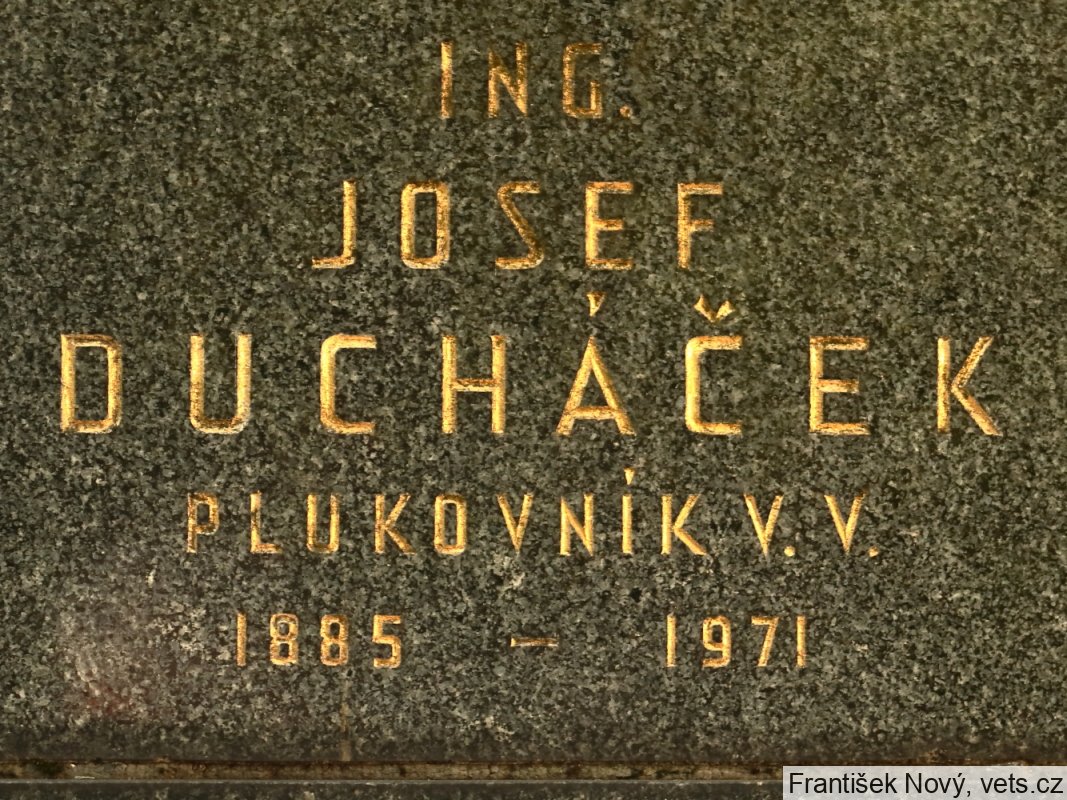 ING.
JOSEF
DUCHÁČEK
PLUKOVNÍK V. V.
1885 – 1971
František Nový, vets.cz